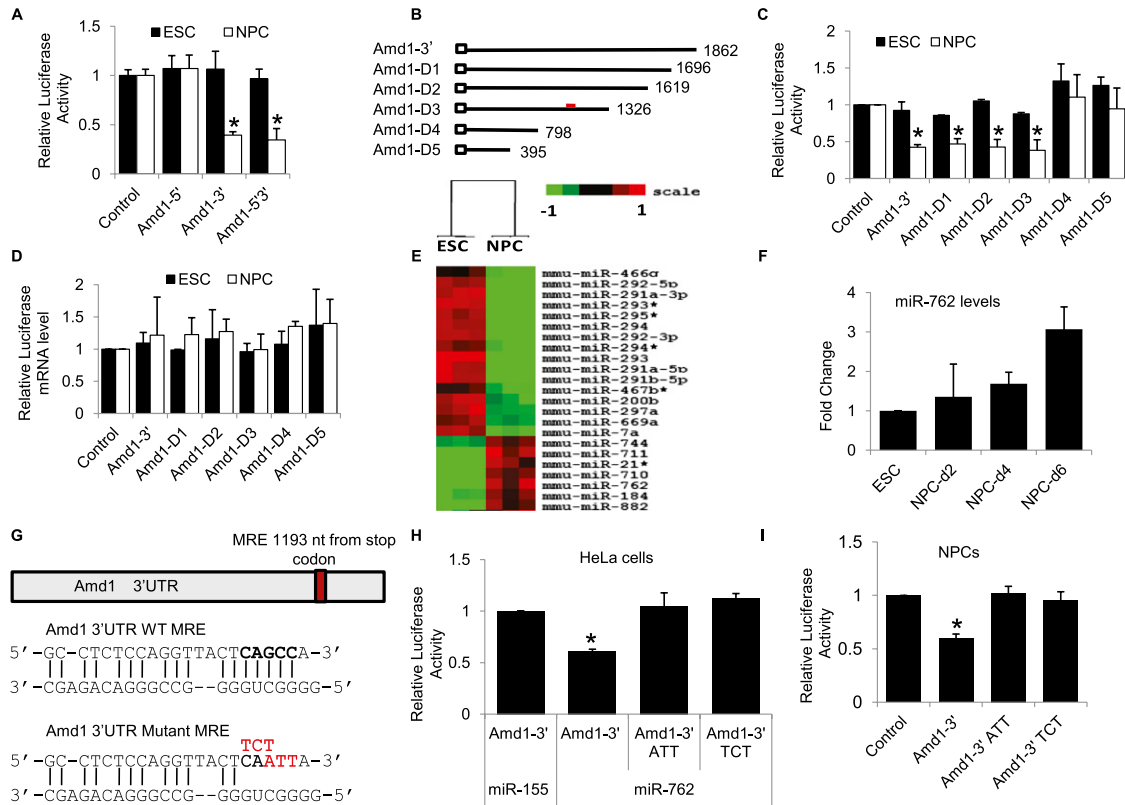 A
ESC NPC
Relative Luciferase
Activity
1.5
1
0.5
0
* *
Control
Amd1-5'
Amd1-3'
Amd1-5'3'
B
Amd1-3' 1862
Amd1-D1 1696
Amd1-D2 1619
Amd1-D3 1326
Amd1-D4 798
Amd1-D5 395
C
ESC NPC
Relative Luciferase
Activity
2
1.5
1
0.5
0
* * * *
Control
Amd1-3'
Amd1-D1
Amd1-D2
Amd1-D3
Amd1-D4
Amd1-D5
D
ESC NPC
Relative Luciferase
mRNA level
2
1.5
1
0.5
0
Control
Amd1-3'
Amd1-D1
Amd1-D2
Amd1-D3
Amd1-D4
Amd1-D5
scale
-1 1
ESC NPC
E
mmu-miR-466g
mmu-miR-292-5p
mmu-miR-291a-3p
mmu-miR-293*
mmu-miR-295*
mmu-miR-294
mmu-miR-292-3p
mmu-miR-294*
mmu-miR-293
mmu-miR-291a-5p
mmu-miR-291b-5p
mmu-miR-467b*
mmu-miR-200b
mmu-miR-297a
mmu-miR-669a
mmu-miR-7a
mmu-miR-744
mmu-miR-711
mmu-miR-21*
mmu-miR-710
mmu-miR-762
mmu-miR-184
mmu-miR-882
F
miR-762 levels
Fold Change
4
3
2
1
0
ESC
NPC-d2
NPC-d4
NPC-d6
G
MRE 1193 nt from stop
codon
Amd1 3'UTR
Amd1 3'UTR WT MRE
5'-GC-CTCTCCAGGTTACTCAGCCA-3'
3'-CGAGACAGGGCCG--GGGUCGGGG-5'
Amd1 3'UTR Mutant MRE
TCT
5'-GC-CTCTCCAGGTTACTCAATTA-3'
3'-CGAGACAGGGCCG--GGGUCGGGG-5'
H
HeLa cells
Relative Luciferase
Activity
1.5
1
0.5
0
*
Amd1-3' Amd1-3' Amd1-3' Amd1-3'
ATT TCT
miR-155 miR-762
I
NPCs
Relative Luciferase
Activity
1.5
1
0.5
0
*
Control
Amd1-3'
Amd1-3' ATT
Amd1-3' TCT